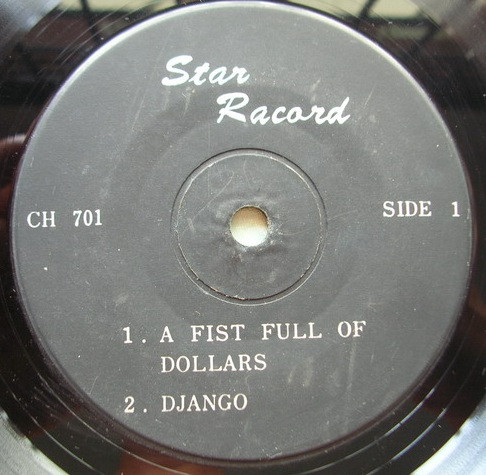 Star
Racord
CH 701
SIDE 1
1. A FIST FULL OF
DOLLARS
2. DJANGO